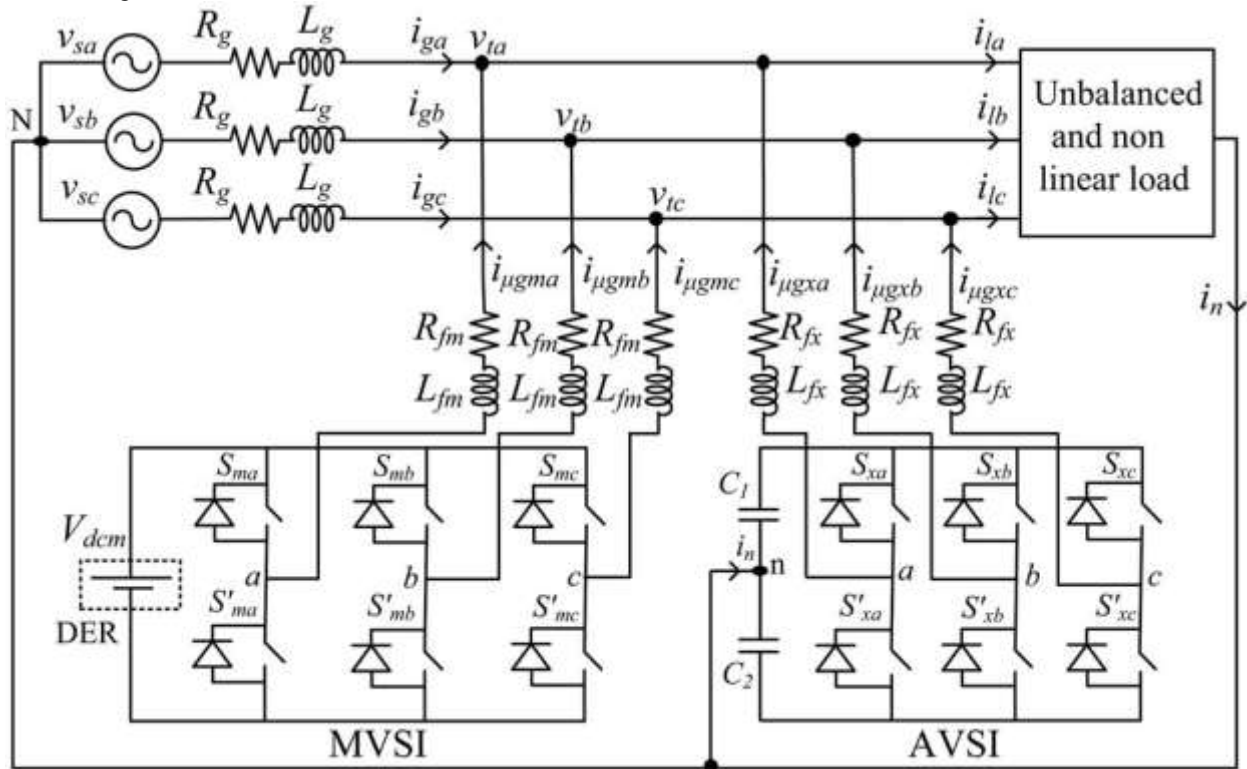 v_sa R_g L_g i_ga v_ta i_la
N v_sb R_g L_g i_gb v_tb i_lb
v_sc R_g L_g i_gc v_tc i_lc
Unbalanced
and non
linear load
i_μgma i_μgmb i_μgmc i_μgxa i_μgxb i_μgxc i_n
R_fm R_fm R_fm R_fx R_fx R_fx
L_fm L_fm L_fm L_fx L_fx L_fx
S_ma S_mb S_mc C_1 S_xa S_xb S_xc
V_dcm a b c i_n n a b c
DER S'_ma S'_mb S'_mc C_2 S'_xa S'_xb S'_xc
MVSI AVSI